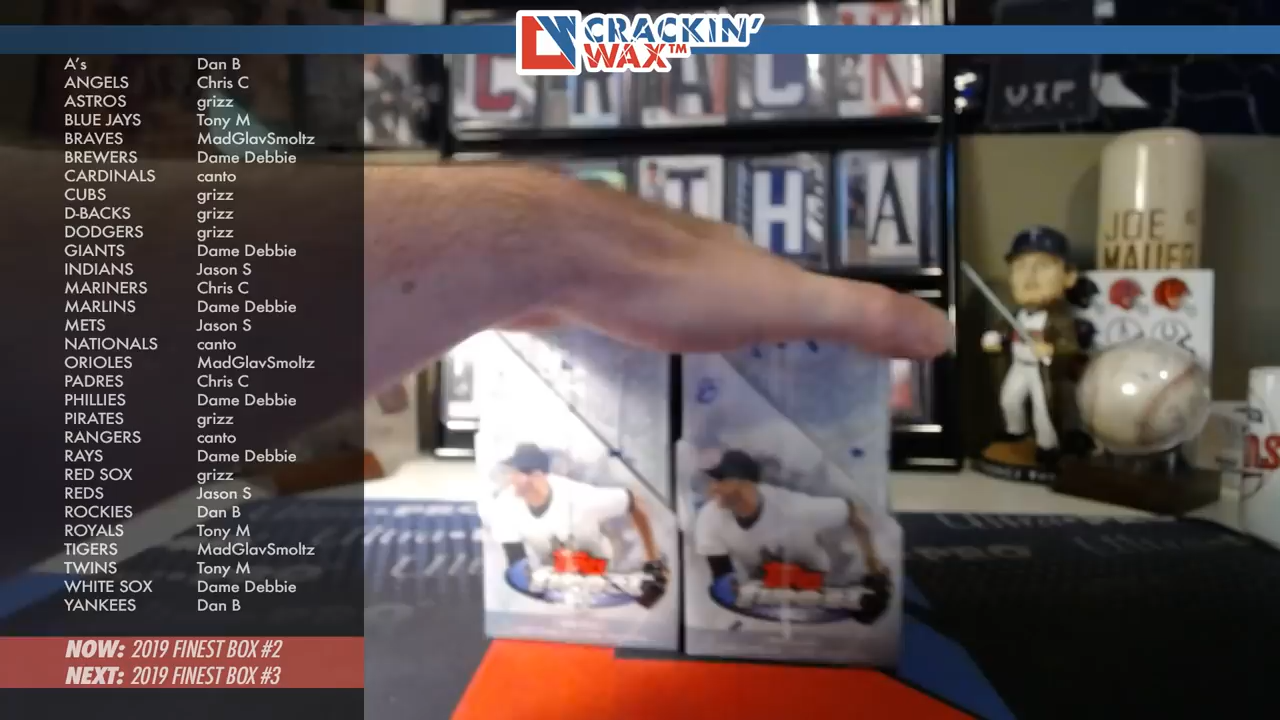 CRACKIN'
WAX™
A's Dan B
ANGELS Chris C
ASTROS grizz
BLUE JAYS Tony M
BRAVES MadGlavSmoltz
BREWERS Dame Debbie
CARDINALS canto
CUBS grizz
D-BACKS grizz
DODGERS grizz
GIANTS Dame Debbie
INDIANS Jason S
MARINERS Chris C
MARLINS Dame Debbie
METS Jason S
NATIONALS canto
ORIOLES MadGlavSmoltz
PADRES Chris C
PHILLIES Dame Debbie
PIRATES grizz
RANGERS canto
RAYS Dame Debbie
RED SOX grizz
REDS Jason S
ROCKIES Dan B
ROYALS Tony M
TIGERS MadGlavSmoltz
TWINS Tony M
WHITE SOX Dame Debbie
YANKEES Dan B
NOW: 2019 FINEST BOX #2
NEXT: 2019 FINEST BOX #3
C R A C K
T H A
V.I.P.
JOE
MAUER